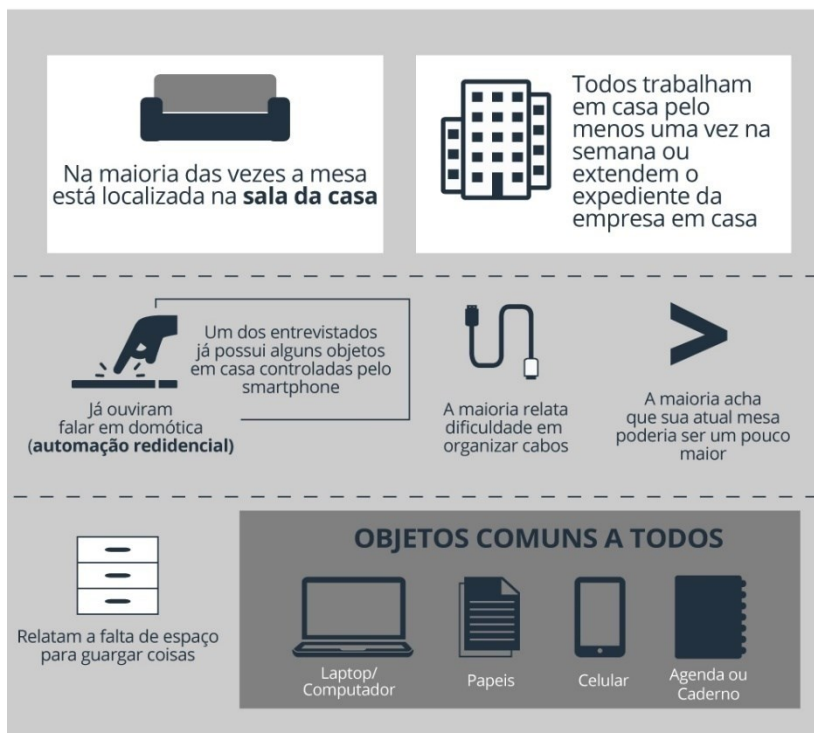 Na maioria das vezes a mesa
está localizada na sala da casa
Todos trabalham
em casa pelo
menos uma vez na
semana ou
extendem o
expediente da
empresa em casa
Já ouviram
falar em domótica
(automação redidencial)
Um dos entrevistados
já possui alguns objetos
em casa controladas pelo
smartphone
A maioria relata
dificuldade em
organizar cabos
A maioria acha
que sua atual mesa
poderia ser um pouco
maior
Relatam a falta de espaço
para guargar coisas
OBJETOS COMUNS A TODOS
Laptop/
Computador
Papeis
Celular
Agenda ou
Caderno